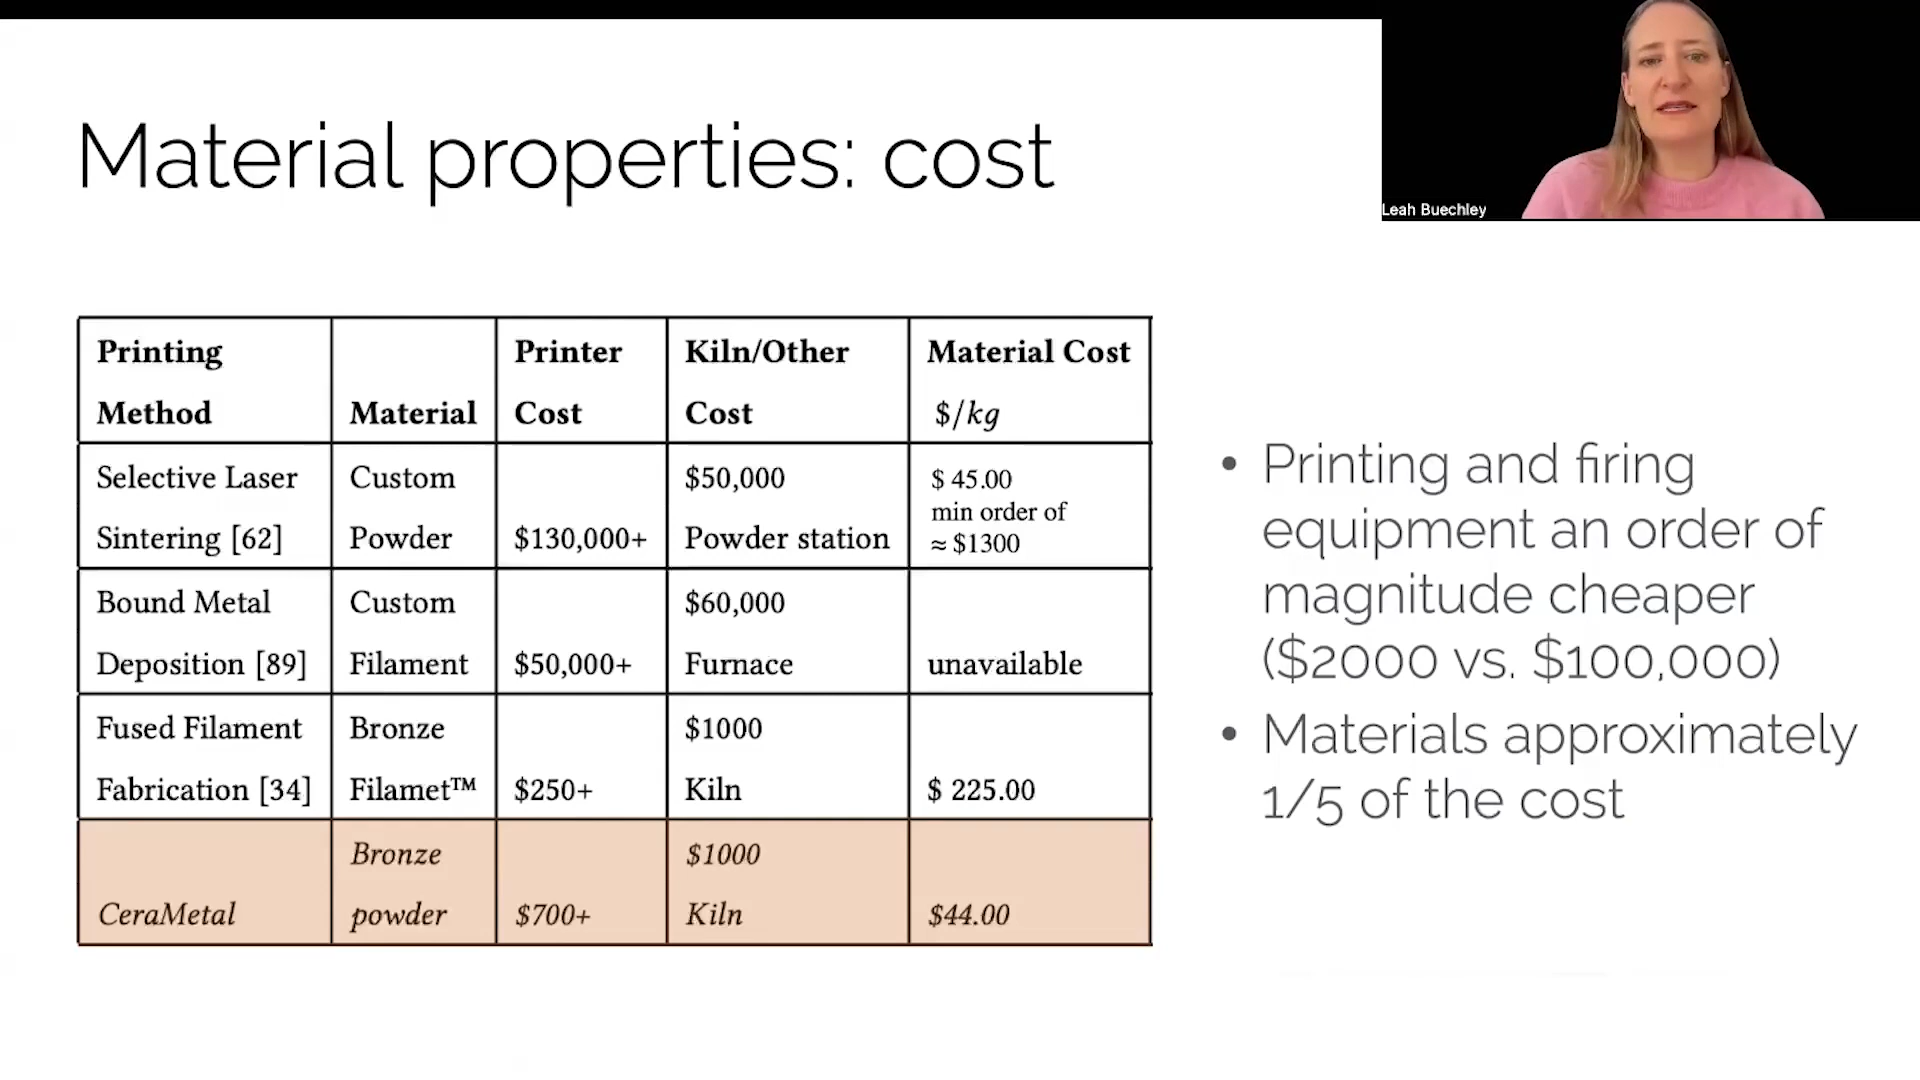 Material properties: cost
Leah Buechley
Printing Method
Material
Printer Cost
Kiln/Other Cost
Material Cost $/kg
Selective Laser Sintering [62]
Custom Powder
$130,000+
$50,000 Powder station
$ 45.00
min order of
≈ $1300
Bound Metal Deposition [89]
Custom Filament
$50,000+
$60,000 Furnace
unavailable
Fused Filament Fabrication [34]
Bronze Filamet™
$250+
$1000 Kiln
$ 225.00
CeraMetal
Bronze powder
$700+
$1000 Kiln
$44.00
• Printing and firing
equipment an order of
magnitude cheaper
($2000 vs. $100,000)
• Materials approximately
1/5 of the cost